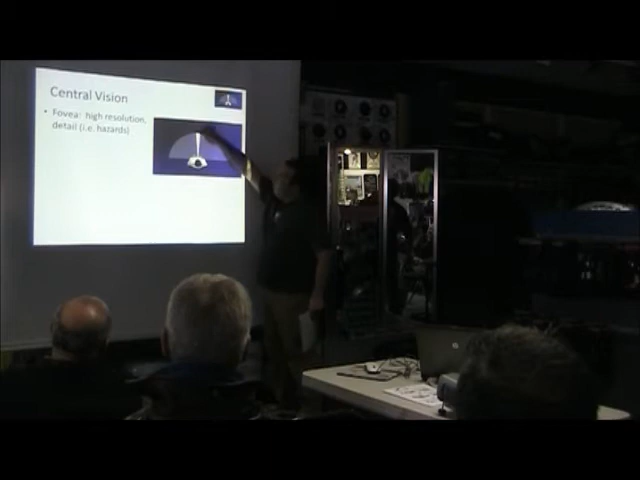 Central Vision
• Fovea: high resolution,
detail (i.e. hazards)